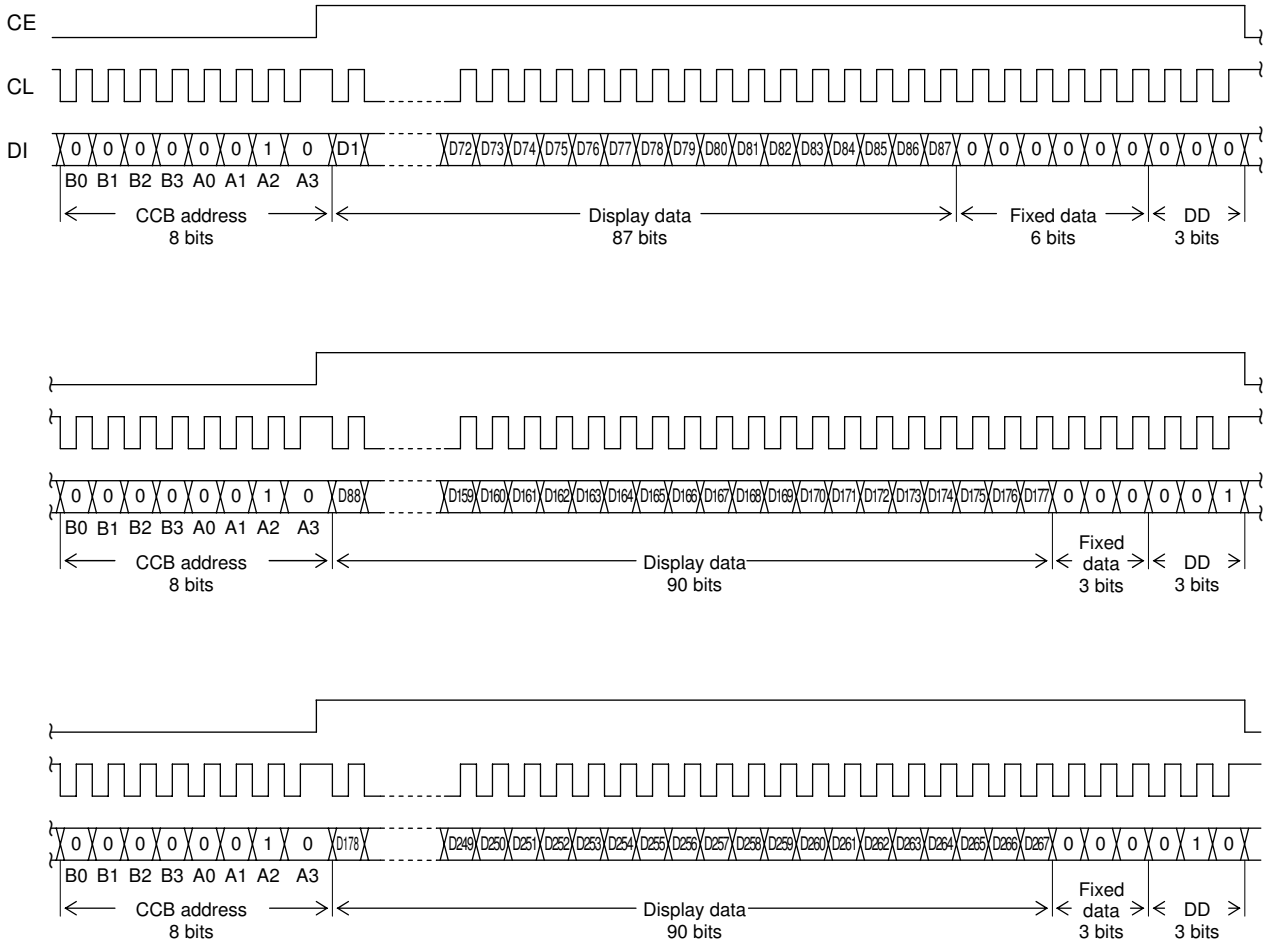 CE
CL
DI 0 0 0 0 0 0 1 0 D1 D72 D73 D74 D75 D76 D77 D78 D79 D80 D81 D82 D83 D84 D85 D86 D87 0 0 0 0 0 0 0 0 0
B0 B1 B2 B3 A0 A1 A2 A3
CCB address Display data Fixed data DD
8 bits 87 bits 6 bits 3 bits
0 0 0 0 0 0 1 0 D88 D159 D160 D161 D162 D163 D164 D165 D166 D167 D168 D169 D170 D171 D172 D173 D174 D175 D176 D177 0 0 0 0 0 1
B0 B1 B2 B3 A0 A1 A2 A3
Fixed
CCB address Display data data DD
8 bits 90 bits 3 bits 3 bits
0 0 0 0 0 0 1 0 D178 D249 D250 D251 D252 D253 D254 D255 D256 D257 D258 D259 D260 D261 D262 D263 D264 D265 D266 D267 0 0 0 0 1 0
B0 B1 B2 B3 A0 A1 A2 A3
Fixed
CCB address Display data data DD
8 bits 90 bits 3 bits 3 bits